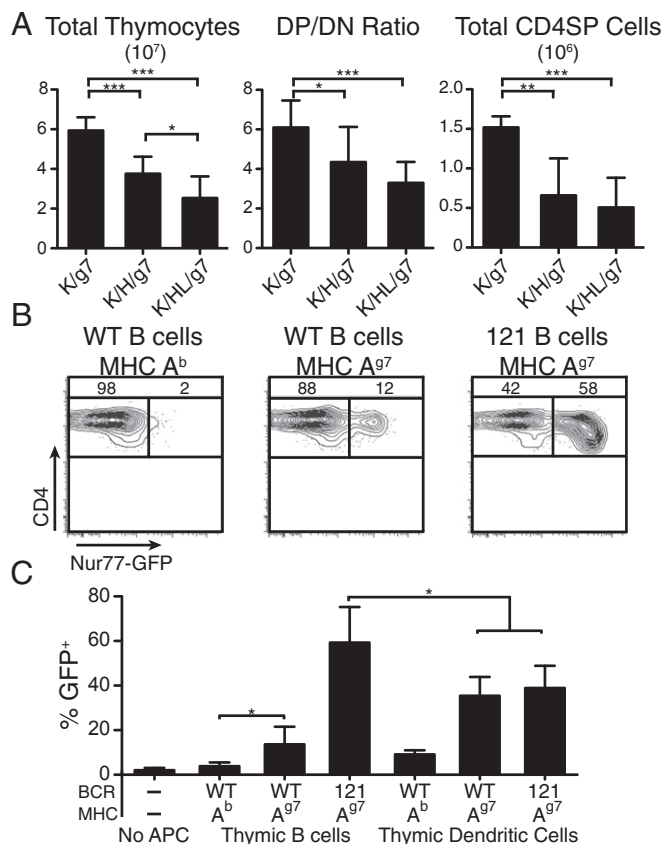 A
Total Thymocytes
(10⁷)
DP/DN Ratio
Total CD4SP Cells
(10⁶)
***
***
*
***
*
***
**
8
6
4
2
0
8
6
4
2
0
2.0
1.5
1.0
0.5
0
K/g7
K/H/g7
K/HL/g7
K/g7
K/H/g7
K/HL/g7
K/g7
K/H/g7
K/HL/g7
B
WT B cells
MHC Aᵇ
WT B cells
MHC Aᵍ⁷
121 B cells
MHC Aᵍ⁷
98 2
88 12
42 58
CD4
Nur77-GFP
C
% GFP⁺
80
60
40
20
0
*
*
BCR – WT WT 121 WT WT 121
MHC – Aᵇ Aᵍ⁷ Aᵍ⁷ Aᵇ Aᵍ⁷ Aᵍ⁷
No APC Thymic B cells Thymic Dendritic Cells